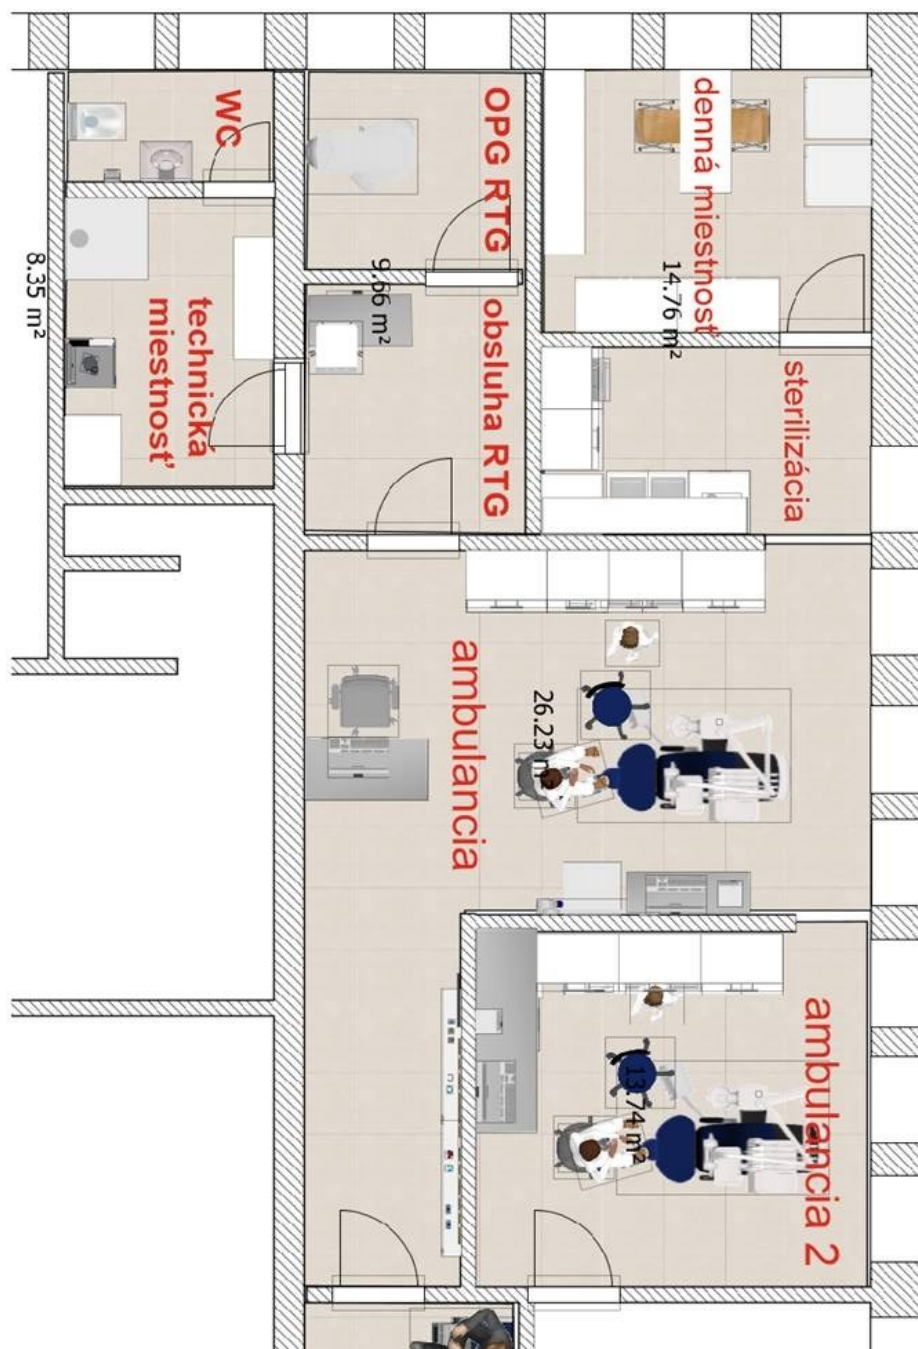 WC
OPG RTG
denná miestnosť
8.35 m²
technická
miestnosť
9.66 m²
obsluha RTG
14.76 m²
sterilizácia
ambulancia
26.23 m²
ambulancia 2
13.74 m²